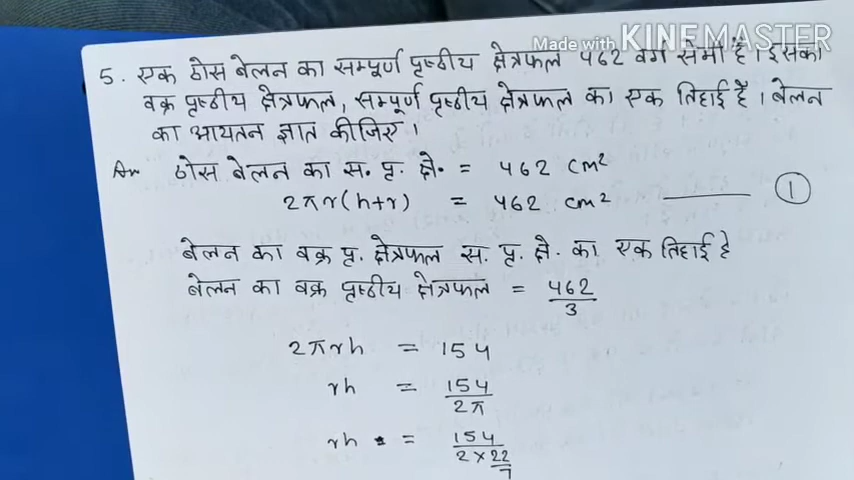 Made with KINEMASTER
5. एक ठोस बेलन का सम्पूर्ण पृष्ठीय क्षेत्रफल 462 वर्ग सेमी है। इसका
वक्र पृष्ठीय क्षेत्रफल, सम्पूर्ण पृष्ठीय क्षेत्रफल का एक तिहाई है। बेलन
का आयतन ज्ञात कीजिए।
Ans ठोस बेलन का स. पृ. क्षे. = 462 cm²
2πr(h+r) = 462 cm² ——— ①
बेलन का वक्र पृ. क्षेत्रफल स. पृ. क्षे. का एक तिहाई है
बेलन का वक्र पृष्ठीय क्षेत्रफल = 462/3
2πrh = 154
rh = 154/2π
rh = 154/(2 × 22/7)